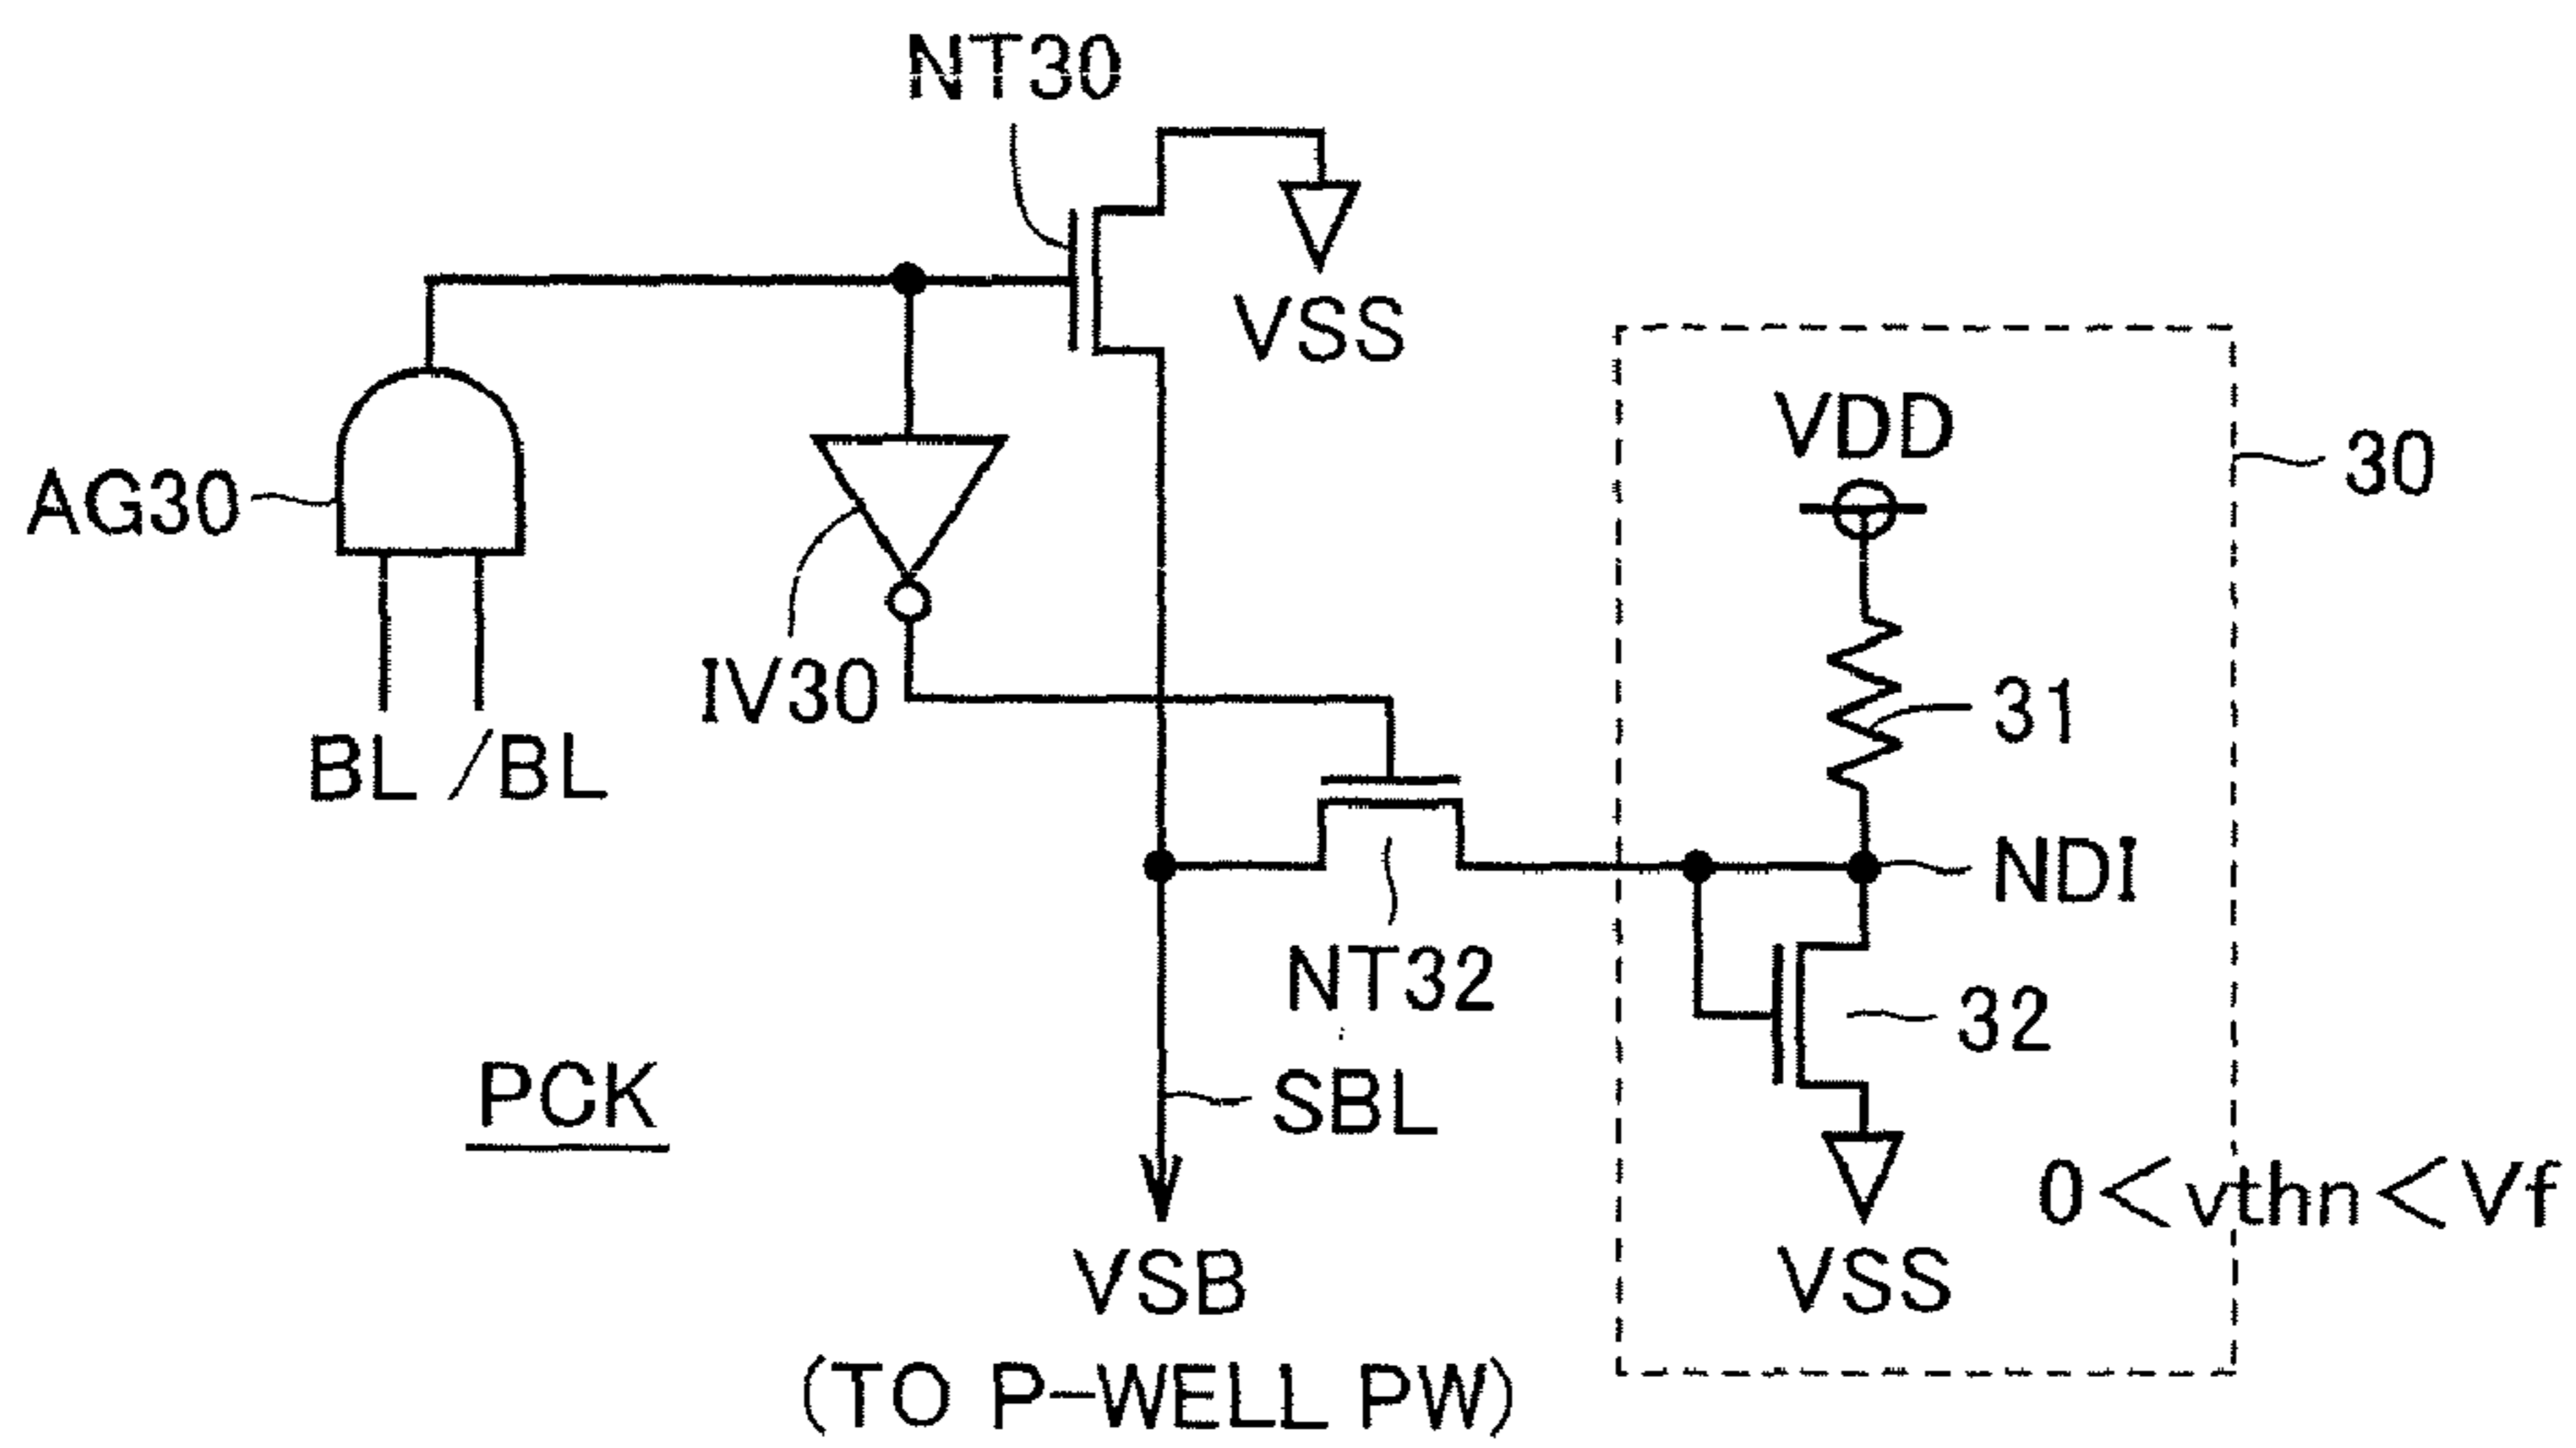 NT30
VSS
VDD
30
AG30
IV30
31
BL /BL
NDI
NT32
32
PCK
SBL
0<vthn<Vf
VSB
VSS
(TO P-WELL PW)